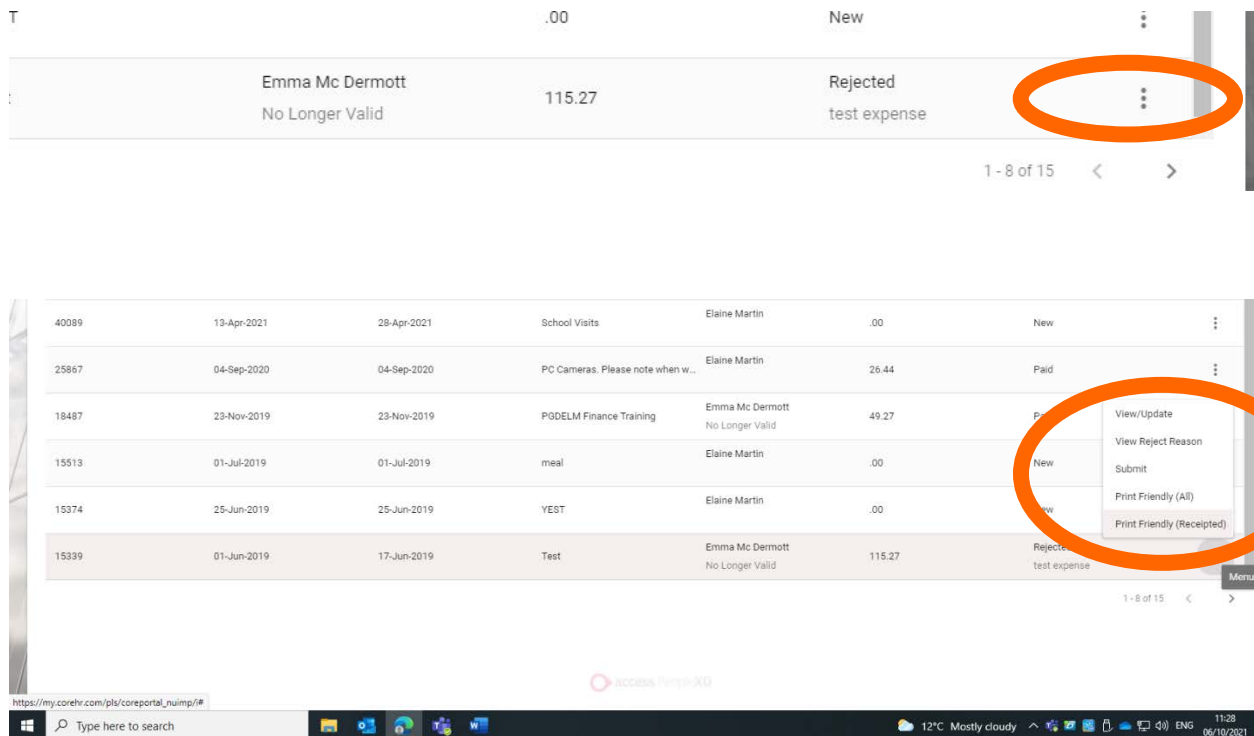 T .00 New
Emma Mc Dermott 115.27 Rejected
No Longer Valid test expense
1 - 8 of 15
40089 13-Apr-2021 28-Apr-2021 School Visits Elaine Martin .00 New
25867 04-Sep-2020 04-Sep-2020 PC Cameras. Please note when w... Elaine Martin 26.44 Paid
18487 23-Nov-2019 23-Nov-2019 PGDELM Finance Training Emma Mc Dermott 49.27
No Longer Valid
View/Update
View Reject Reason
15513 01-Jul-2019 01-Jul-2019 meal Elaine Martin .00 New
Submit
Print Friendly (All)
15374 25-Jun-2019 25-Jun-2019 YEST Elaine Martin .00
Print Friendly (Receipted)
15339 01-Jun-2019 17-Jun-2019 Test Emma Mc Dermott 115.27 Rejected
No Longer Valid test expense
Menu
1 - 8 of 15
access PeopleXD
https://my.corehr.com/pls/coreportal_nuimp/i#
Type here to search 12°C Mostly cloudy ENG 11:28
06/10/2021